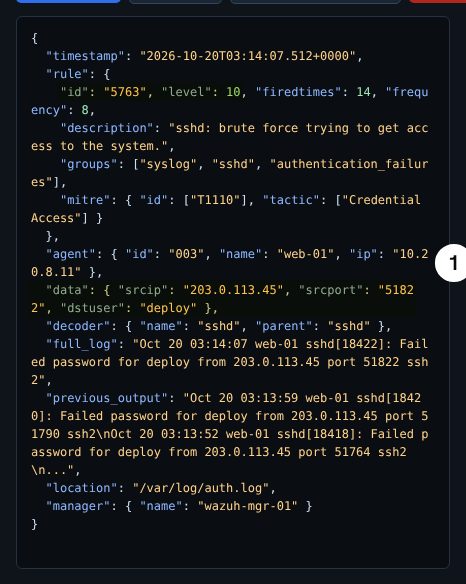 {
  "timestamp": "2026-10-20T03:14:07.512+0000",
  "rule": {
    "id": "5763", "level": 10, "firedtimes": 14, "frequ
ency": 8,
    "description": "sshd: brute force trying to get acc
ess to the system.",
    "groups": ["syslog", "sshd", "authentication_failur
es"],
    "mitre": { "id": ["T1110"], "tactic": ["Credential
Access"] }
  },
  "agent": { "id": "003", "name": "web-01", "ip": "10.2
0.8.11" },
1
  "data": { "srcip": "203.0.113.45", "srcport": "5182
2", "dstuser": "deploy" },
  "decoder": { "name": "sshd", "parent": "sshd" },
  "full_log": "Oct 20 03:14:07 web-01 sshd[18422]: Fail
ed password for deploy from 203.0.113.45 port 51822 ssh
2",
  "previous_output": "Oct 20 03:13:59 web-01 sshd[1842
0]: Failed password for deploy from 203.0.113.45 port 5
1790 ssh2\nOct 20 03:13:52 web-01 sshd[18418]: Failed p
assword for deploy from 203.0.113.45 port 51764 ssh2
\n...",
  "location": "/var/log/auth.log",
  "manager": { "name": "wazuh-mgr-01" }
}